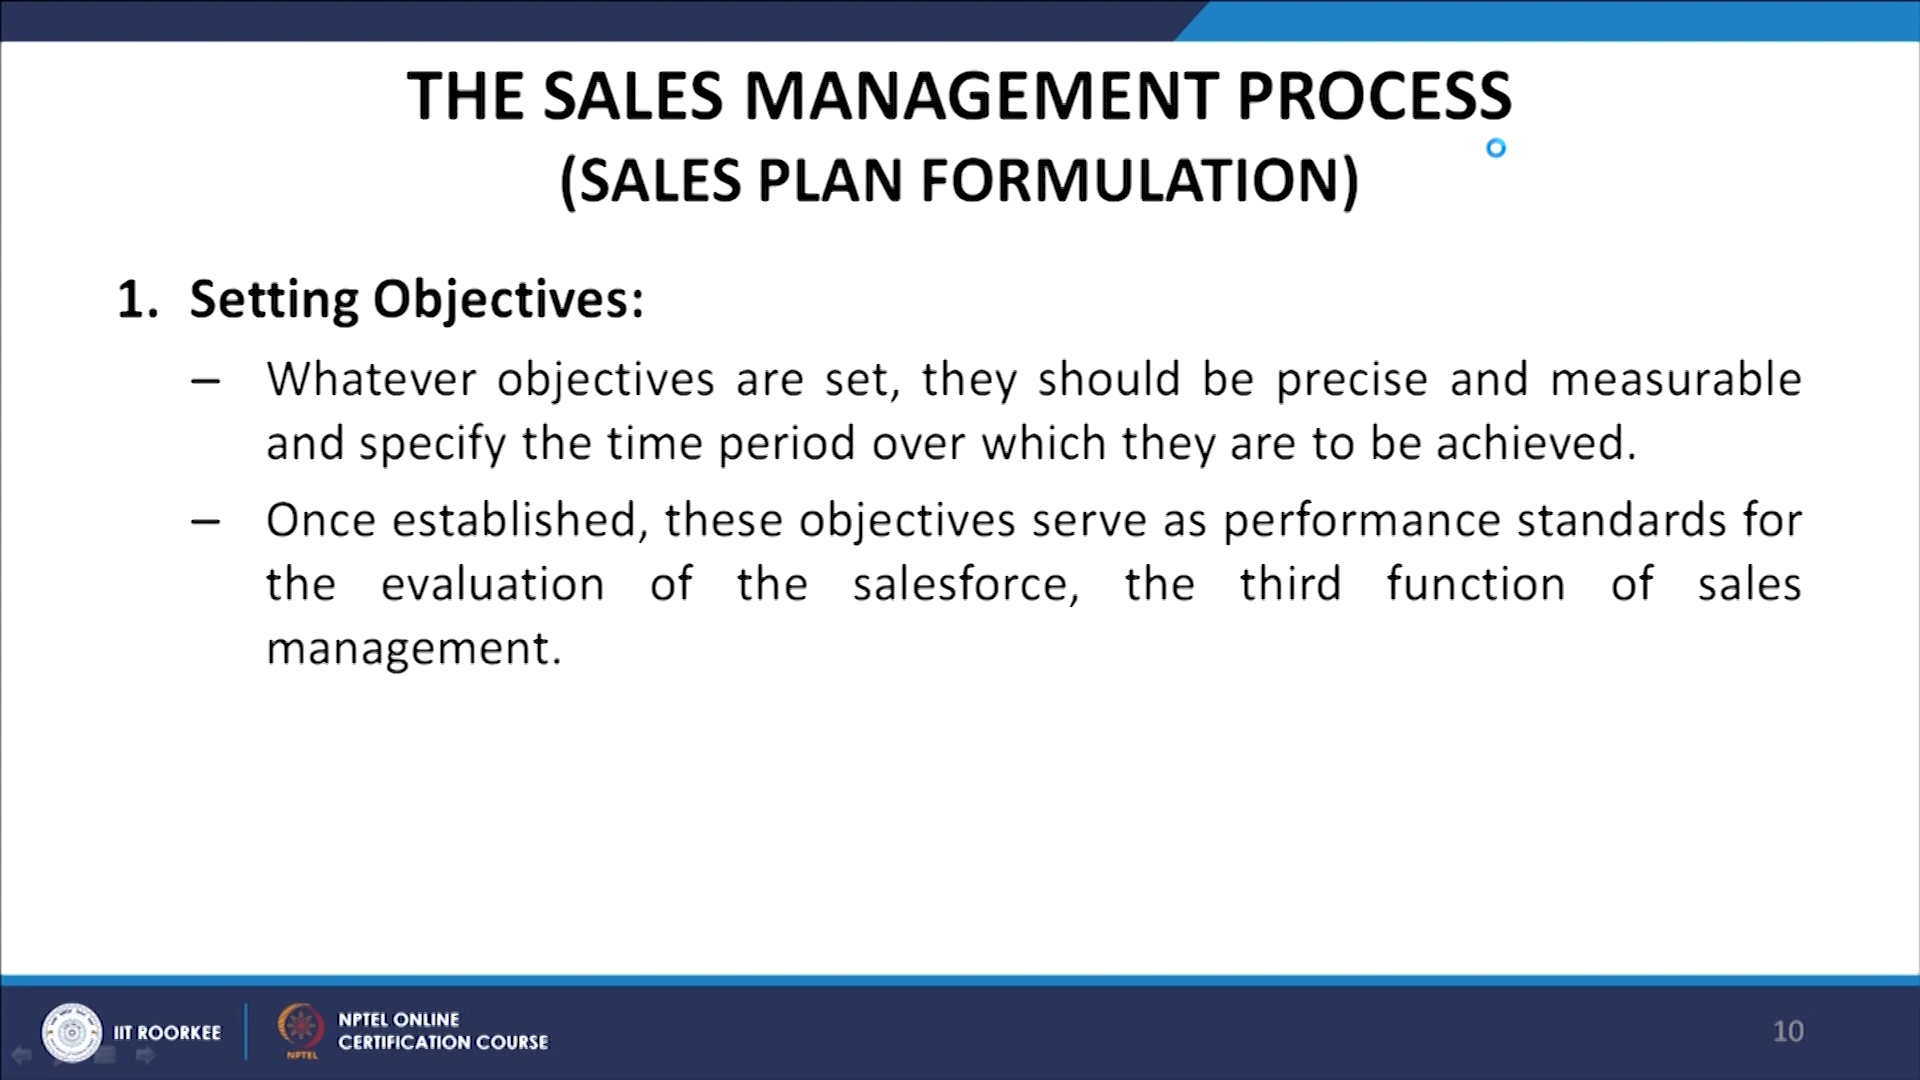 THE SALES MANAGEMENT PROCESS
(SALES PLAN FORMULATION)
1. Setting Objectives:
– Whatever objectives are set, they should be precise and measurable
and specify the time period over which they are to be achieved.
– Once established, these objectives serve as performance standards for
the evaluation of the salesforce, the third function of sales
management.
IIT ROORKEE
NPTEL
NPTEL ONLINE
CERTIFICATION COURSE
10